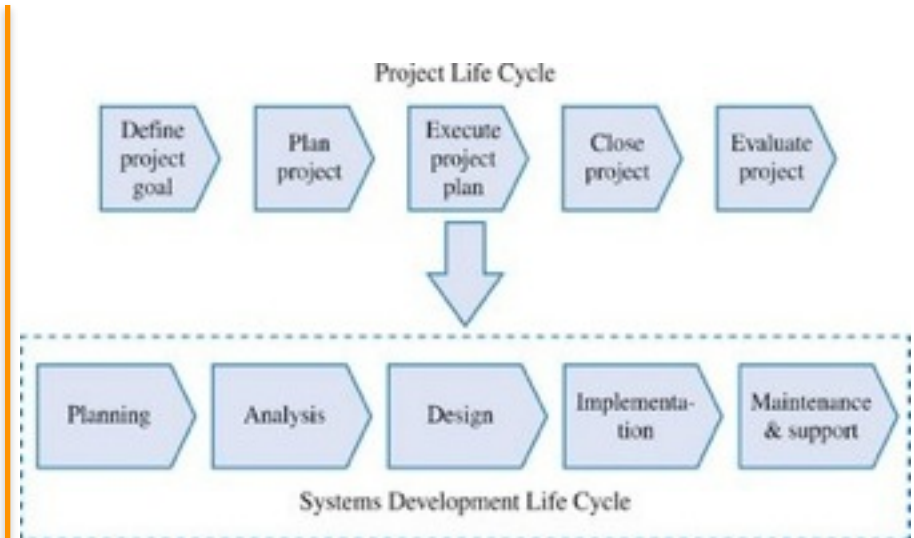 Project Life Cycle
Define
project
goal
Plan
project
Execute
project
plan
Close
project
Evaluate
project
Planning
Analysis
Design
Implementa-
tion
Maintenance
& support
Systems Development Life Cycle